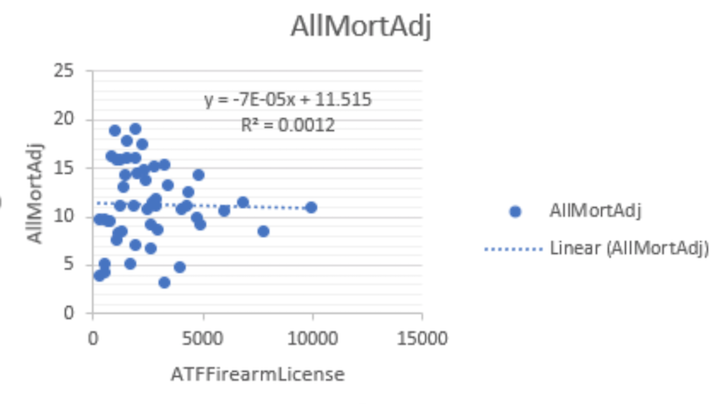 AllMortAdj
25
20
15
10
5
0
y = -7E-05x + 11.515
R² = 0.0012
AllMortAdj
0
5000
10000
15000
ATFFirearmLicense
AllMortAdj
Linear (AllMortAdj)